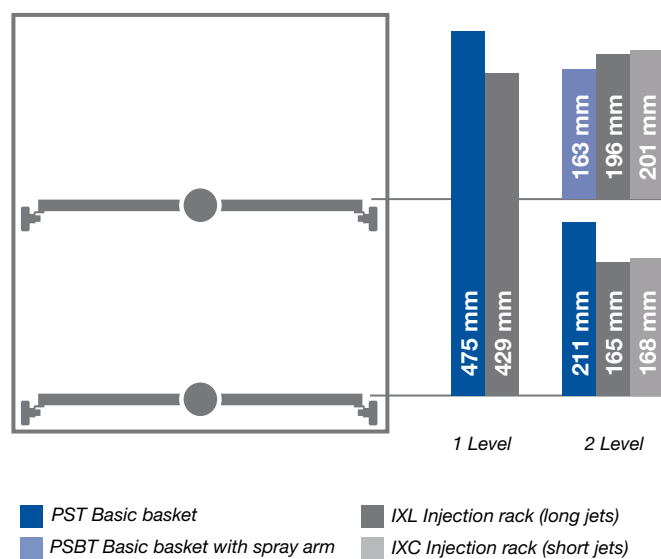 163 mm
196 mm
201 mm
475 mm
429 mm
211 mm
165 mm
168 mm
1 Level
2 Level
PST Basic basket
IXL Injection rack (long jets)
PSBT Basic basket with spray arm
IXC Injection rack (short jets)